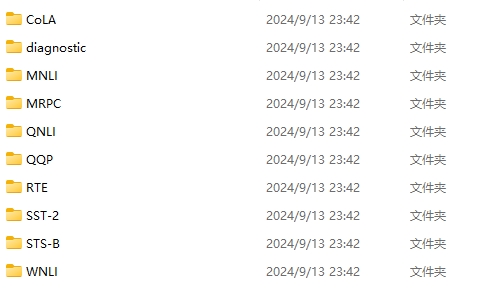 CoLA 2024/9/13 23:42 文件夹
diagnostic 2024/9/13 23:42 文件夹
MNLI 2024/9/13 23:42 文件夹
MRPC 2024/9/13 23:42 文件夹
QNLI 2024/9/13 23:42 文件夹
QQP 2024/9/13 23:42 文件夹
RTE 2024/9/13 23:42 文件夹
SST-2 2024/9/13 23:42 文件夹
STS-B 2024/9/13 23:42 文件夹
WNLI 2024/9/13 23:42 文件夹